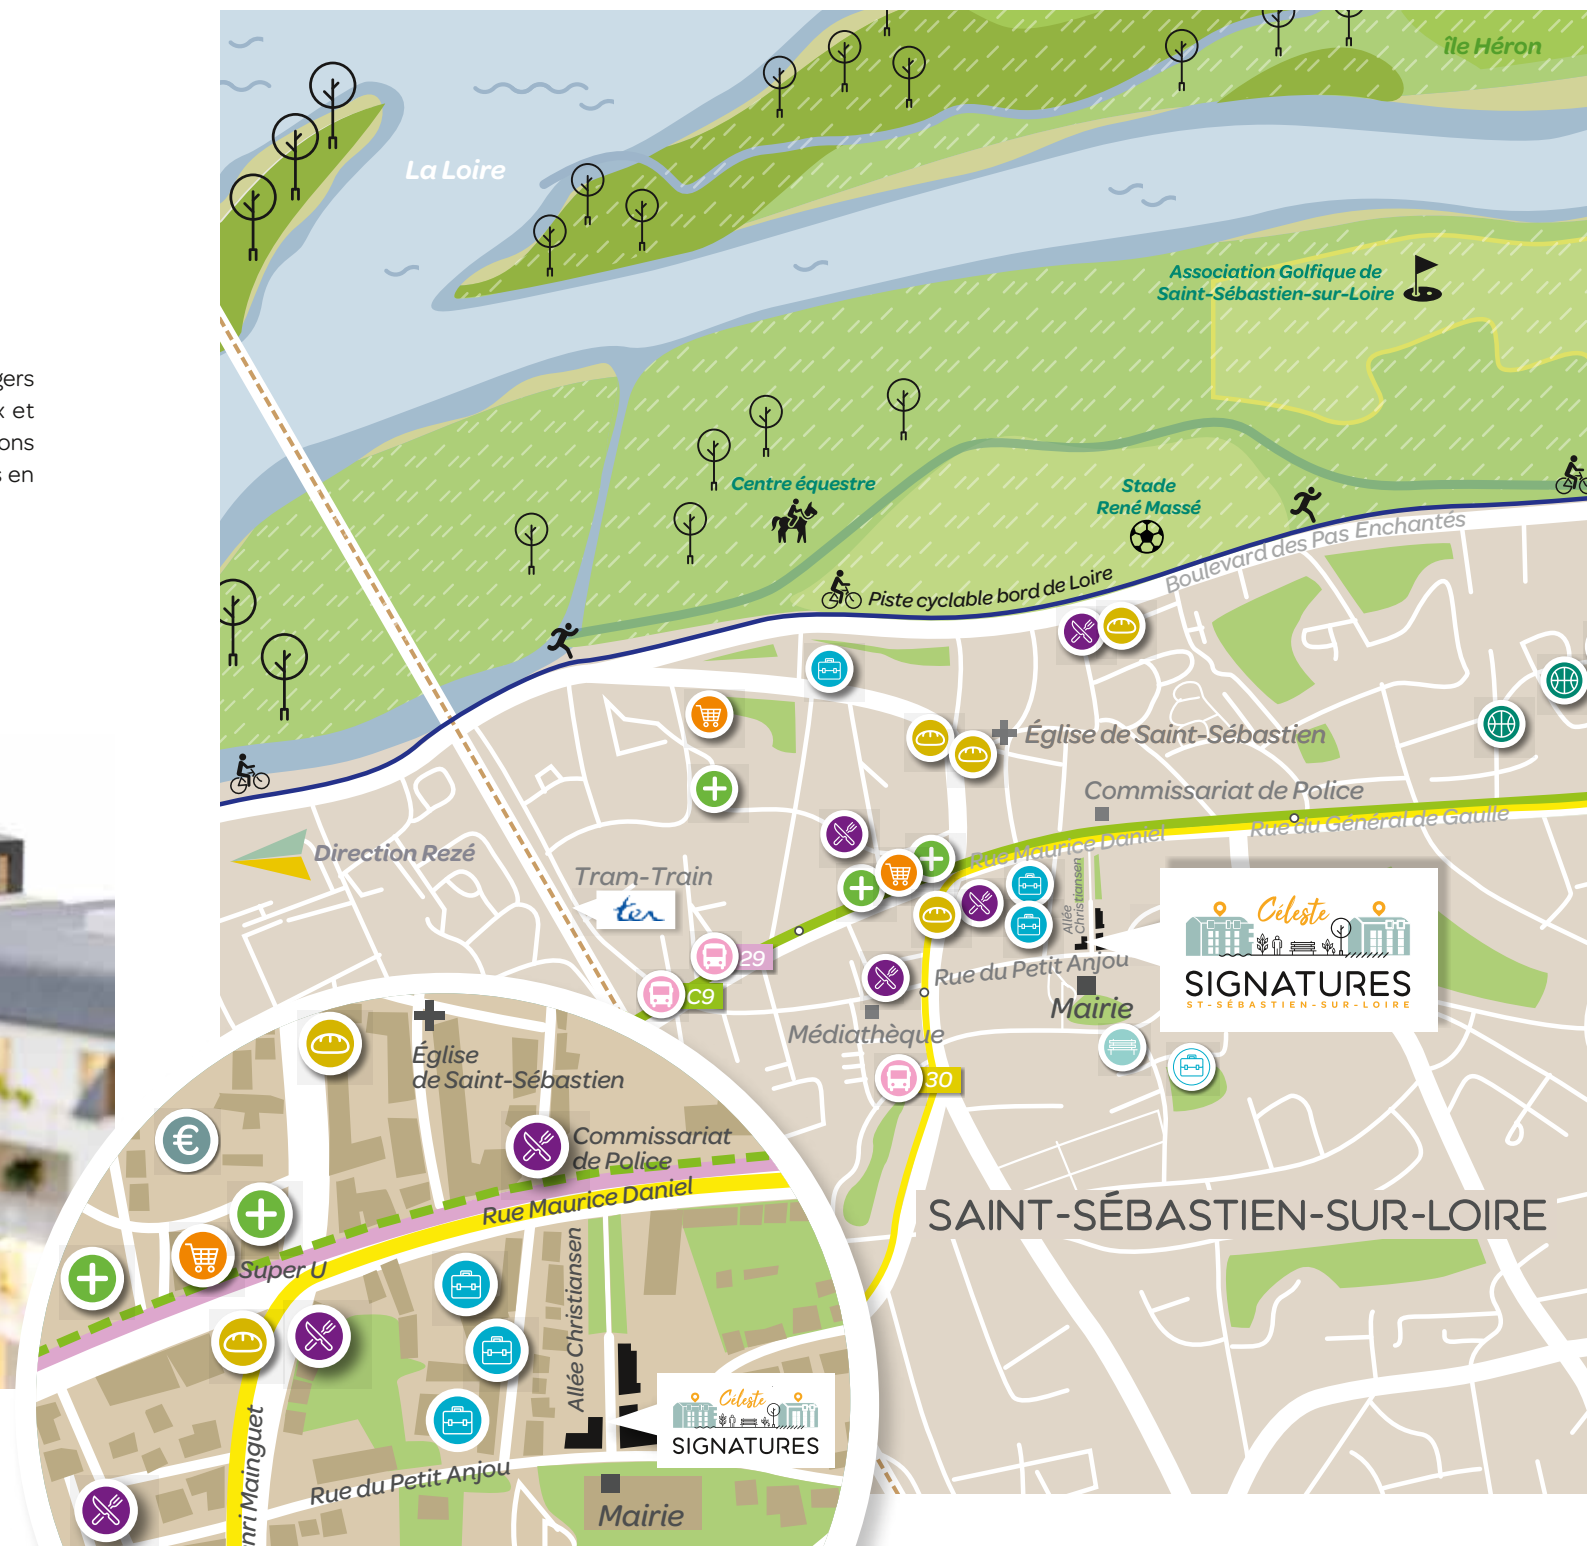 île Héron
La Loire
Association Golfique de
Saint-Sébastien-sur-Loire
gers
et
ons
en
Centre équestre
Stade
René Massé
Boulevard des Pas Enchantés
Piste cyclable bord de Loire
Église de Saint-Sébastien
Commissariat de Police
Rue du Général de Gaulle
Rue Maurice Daniel
Direction Rezé
Tram-Train
ter
Allée
Christiansen
Céleste
SIGNATURES
ST-SÉBASTIEN-SUR-LOIRE
29
C9
Rue du Petit Anjou
Mairie
Médiathèque
30
SAINT-SÉBASTIEN-SUR-LOIRE
Église
de Saint-Sébastien
€
Commissariat
de Police
Rue Maurice Daniel
Super U
Allée Christiansen
Céleste
SIGNATURES
nri Mainguet
Rue du Petit Anjou
Mairie